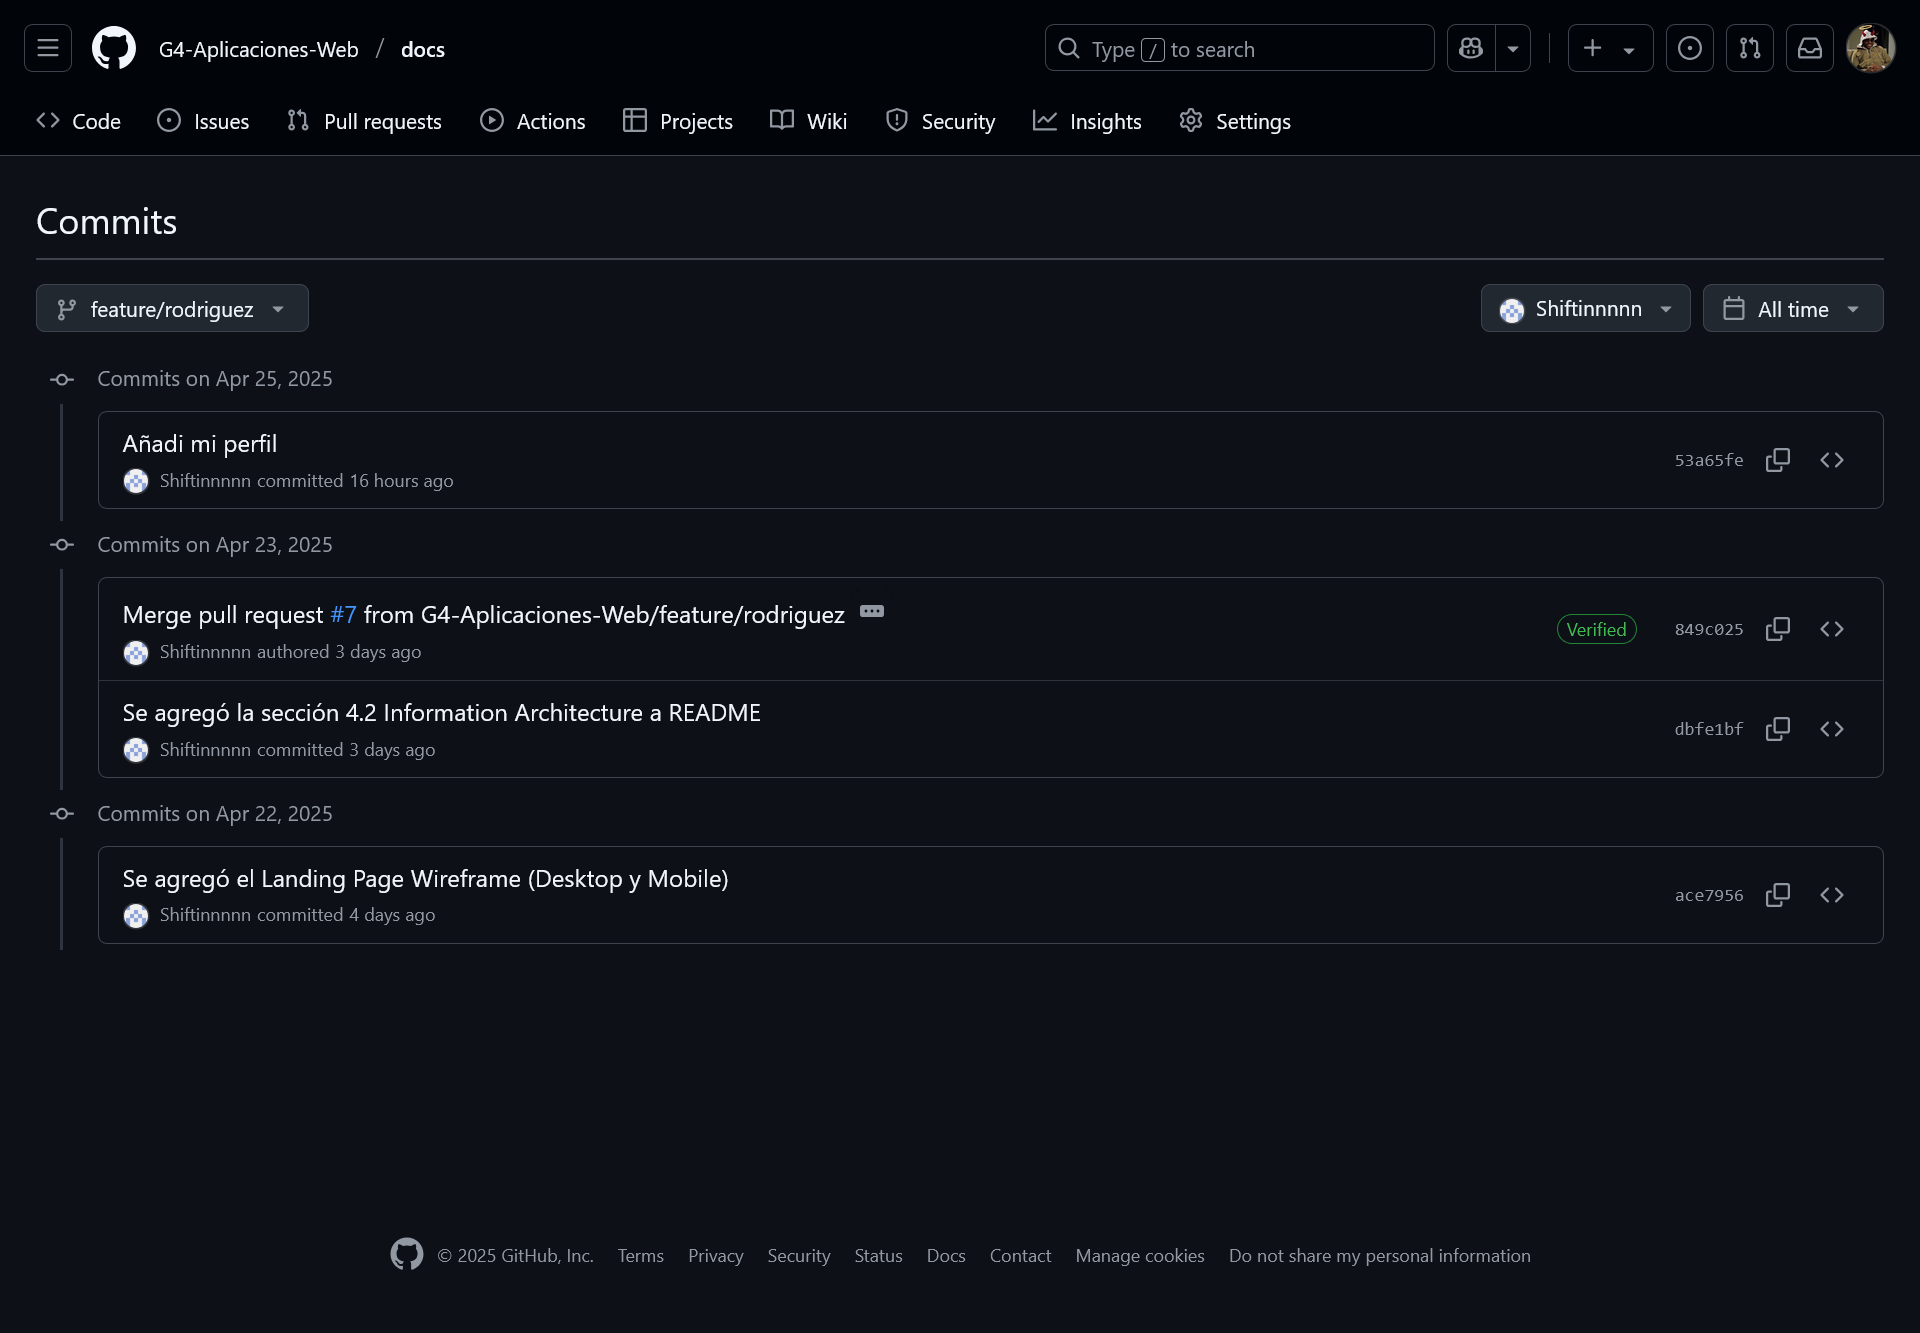 G4-Aplicaciones-Web / docs
Type / to search
Code Issues Pull requests Actions Projects Wiki Security Insights Settings
Commits
feature/rodriguez
Shiftinnnnn All time
Commits on Apr 25, 2025
Añadi mi perfil
Shiftinnnnn committed 16 hours ago
53a65fe
Commits on Apr 23, 2025
Merge pull request #7 from G4-Aplicaciones-Web/feature/rodriguez
Shiftinnnnn authored 3 days ago
Verified 849c025
Se agregó la sección 4.2 Information Architecture a README
Shiftinnnnn committed 3 days ago
dbfe1bf
Commits on Apr 22, 2025
Se agregó el Landing Page Wireframe (Desktop y Mobile)
Shiftinnnnn committed 4 days ago
ace7956
© 2025 GitHub, Inc. Terms Privacy Security Status Docs Contact Manage cookies Do not share my personal information